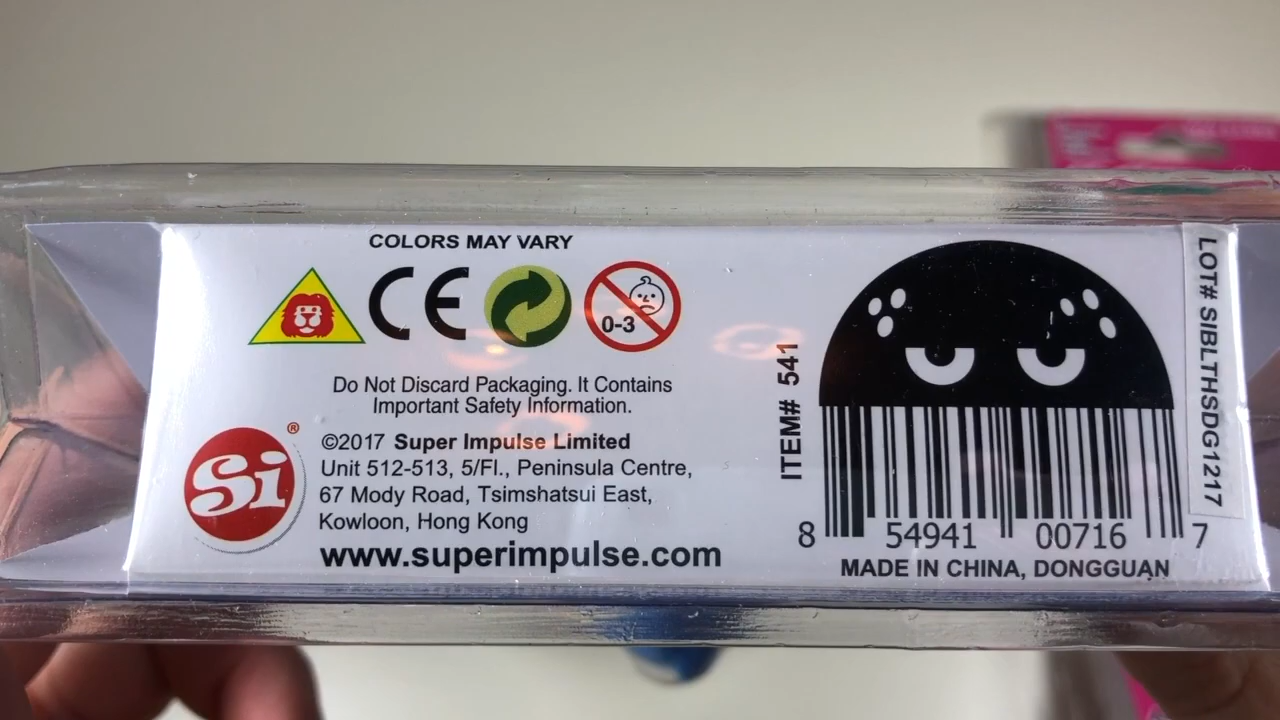 COLORS MAY VARY
CE
0-3
Do Not Discard Packaging. It Contains
Important Safety Information.
Si®
©2017 Super Impulse Limited
Unit 512-513, 5/Fl., Peninsula Centre,
67 Mody Road, Tsimshatsui East,
Kowloon, Hong Kong
www.superimpulse.com
ITEM# 541
8 54941 00716 7
MADE IN CHINA, DONGGUAN
LOT# SIBLTHSDG1217